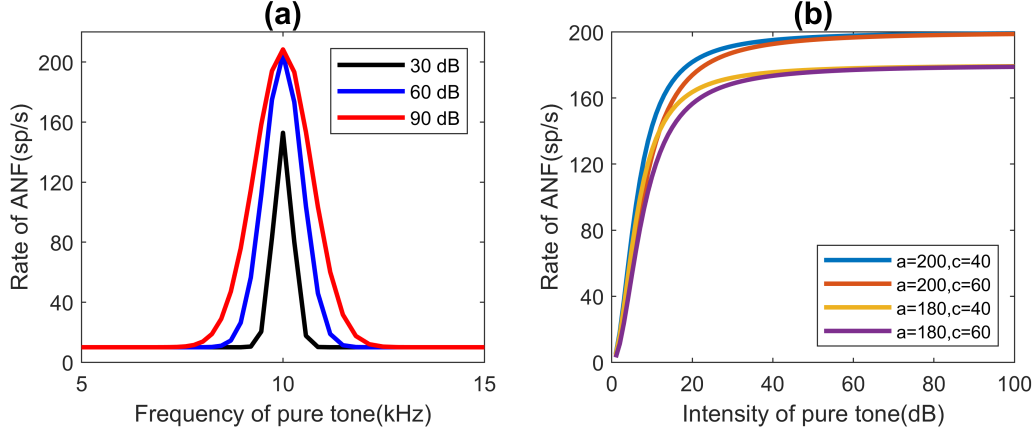 (a)
Rate of ANF(sp/s)
200
160
120
80
40
0
30 dB
60 dB
90 dB
5
10
15
Frequency of pure tone(kHz)
(b)
Rate of ANF(sp/s)
200
160
120
80
40
0
a=200,c=40
a=200,c=60
a=180,c=40
a=180,c=60
0
20
40
60
80
100
Intensity of pure tone(dB)